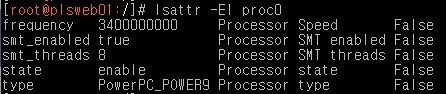 [root@plsweb01:/]# lsattr -El proc0
frequency 3400000000 Processor Speed False
smt_enabled true Processor SMT enabled False
smt_threads 8 Processor SMT threads False
state enable Processor state False
type PowerPC_POWER9 Processor type False